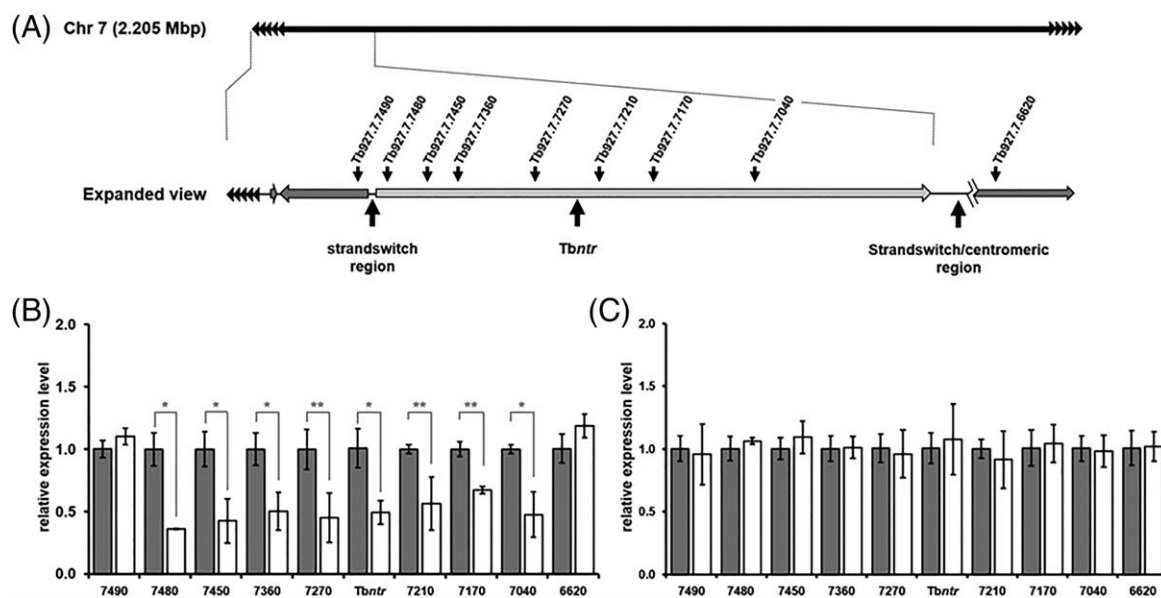 (A)
Chr 7 (2.205 Mbp)
Tb927.7.7490
Tb927.7.7480
Tb927.7.7450
Tb927.7.7360
Tb927.7.7270
Tb927.7.7210
Tb927.7.7170
Tb927.7.7040
Tb927.7.6620
Expanded view
strandswitch
region
Tbntr
Strandswitch/centromeric
region
(B)
relative expression level
2.0
1.5
1.0
0.5
0.0
* * * ** * ** ** *
7490 7480 7450 7360 7270 Tbntr 7210 7170 7040 6620
(C)
relative expression level
2.0
1.5
1.0
0.5
0.0
7490 7480 7450 7360 7270 Tbntr 7210 7170 7040 6620